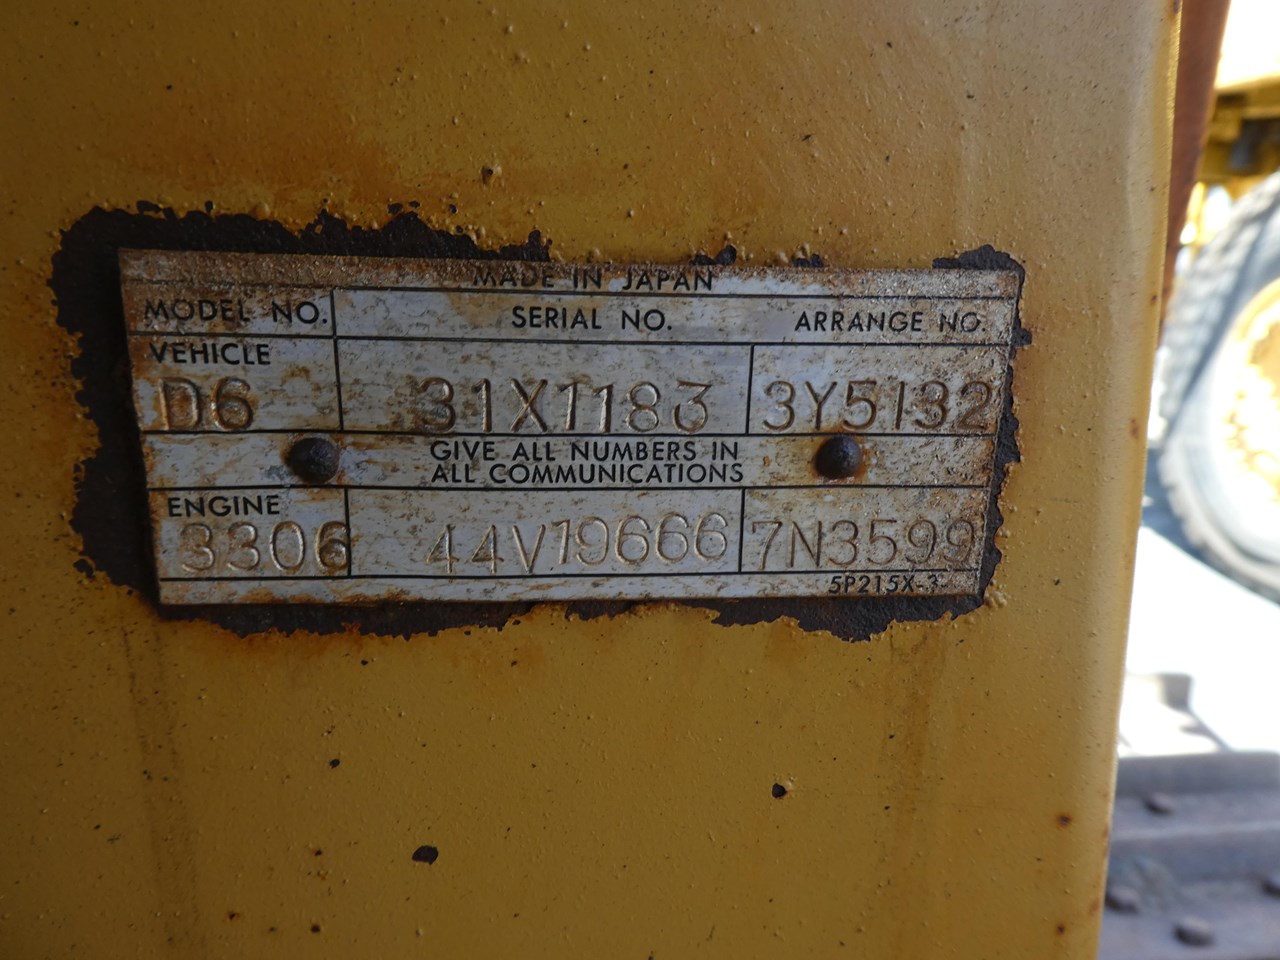 MADE IN JAPAN
MODEL NO. SERIAL NO. ARRANGE NO.
VEHICLE
D6 31X1183 3Y5132
GIVE ALL NUMBERS IN
ALL COMMUNICATIONS
ENGINE
3306 44V19666 7N3599
5P215X-3